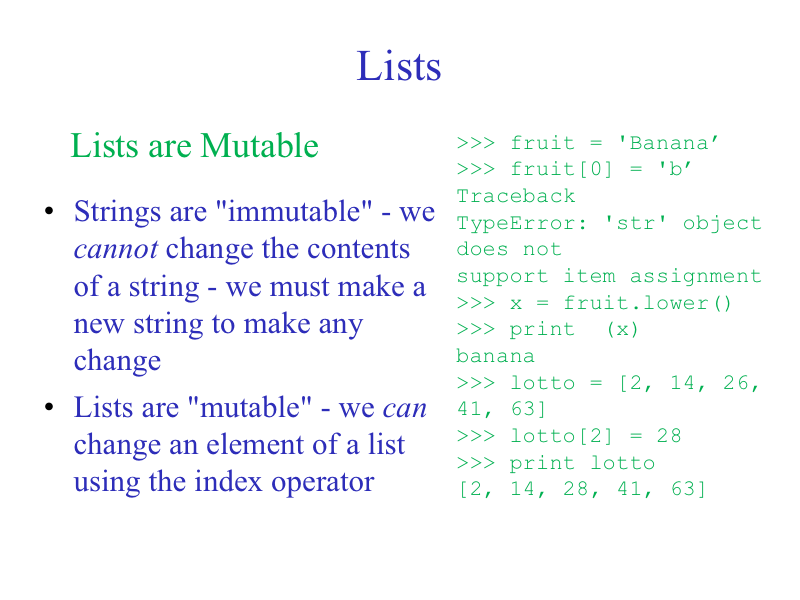 Lists
Lists are Mutable
• Strings are "immutable" - we
cannot change the contents
of a string - we must make a
new string to make any
change
• Lists are "mutable" - we can
change an element of a list
using the index operator
>>> fruit = 'Banana’
>>> fruit[0] = 'b’
Traceback
TypeError: 'str' object
does not
support item assignment
>>> x = fruit.lower()
>>> print  (x)
banana
>>> lotto = [2, 14, 26,
41, 63]
>>> lotto[2] = 28
>>> print lotto
[2, 14, 28, 41, 63]